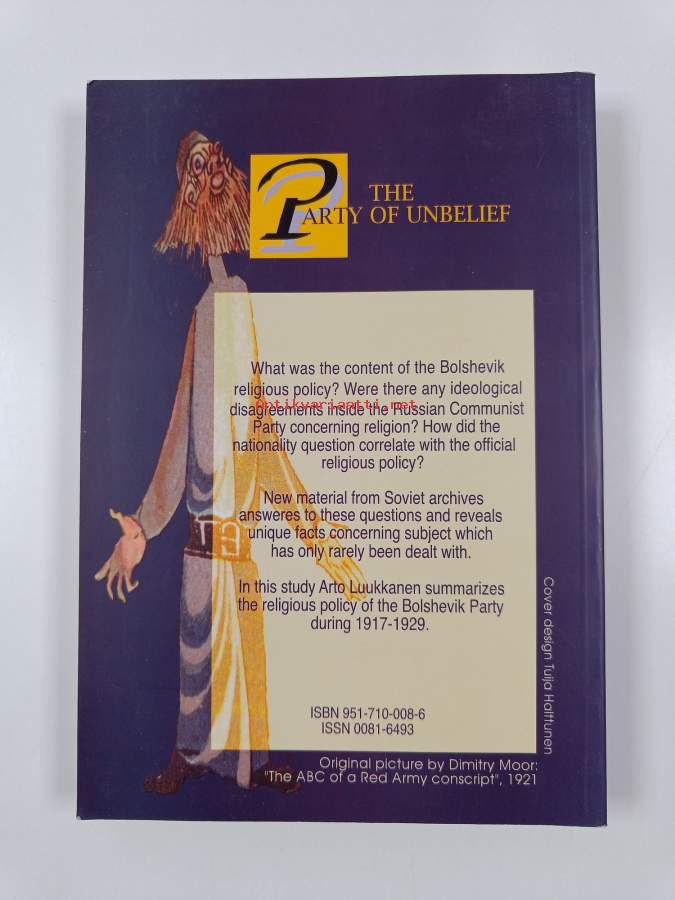 THE
PARTY OF UNBELIEF
What was the content of the Bolshevik
religious policy? Were there any ideological
Antikvariaatti.net
disagreements inside the Russian Communist
Party concerning religion? How did the
nationality question correlate with the official
religious policy?
New material from Soviet archives
answeres to these questions and reveals
unique facts concerning subject which
has only rarely been dealt with.
In this study Arto Luukkanen summarizes
the religious policy of the Bolshevik Party
during 1917-1929.
ISBN 951-710-008-6
ISSN 0081-6493
Cover design Tuija Halttunen
Original picture by Dimitry Moor:
"The ABC of a Red Army conscript", 1921